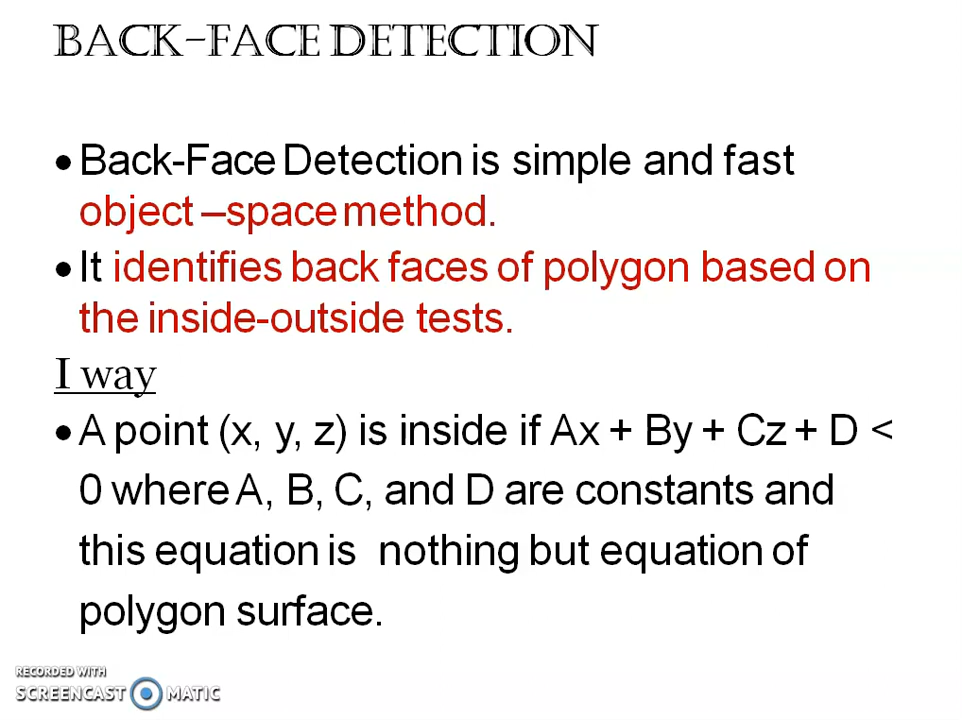 BACK-FACE DETECTION
• Back-Face Detection is simple and fast
object –space method.
• It identifies back faces of polygon based on
the inside-outside tests.
I way
• A point (x, y, z) is inside if Ax + By + Cz + D <
0 where A, B, C, and D are constants and
this equation is nothing but equation of
polygon surface.
RECORDED WITH
SCREENCAST MATIC